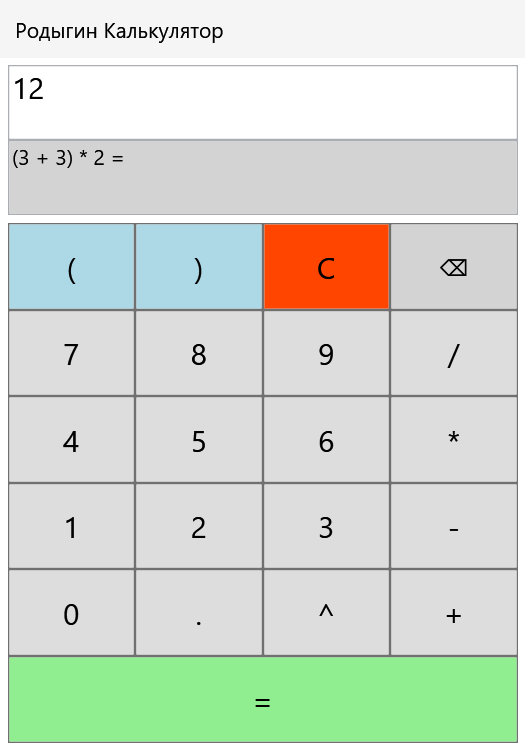 Родыгин Калькулятор
12
(3 + 3) * 2 =
( ) C ⌫
7 8 9 /
4 5 6 *
1 2 3 -
0 . ^ +
=